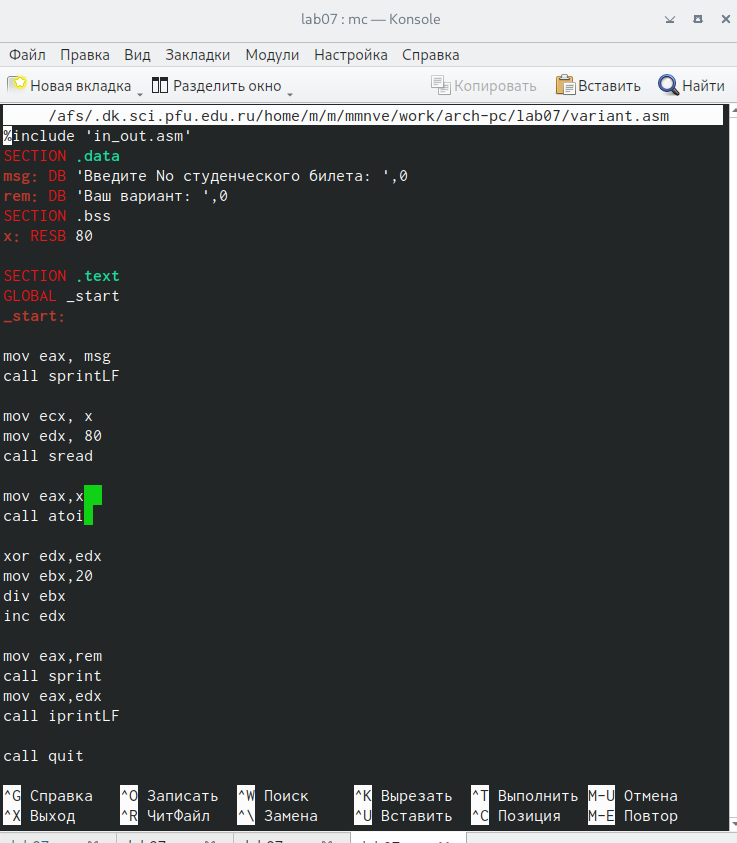 lab07 : mc — Konsole
Файл Правка Вид Закладки Модули Настройка Справка
Новая вкладка Разделить окно Копировать Вставить Найти
/afs/.dk.sci.pfu.edu.ru/home/m/m/mmnve/work/arch-pc/lab07/variant.asm
%include 'in_out.asm'
SECTION .data
msg: DB 'Введите No студенческого билета: ',0
rem: DB 'Ваш вариант: ',0
SECTION .bss
x: RESB 80
SECTION .text
GLOBAL _start
_start:
mov eax, msg
call sprintLF
mov ecx, x
mov edx, 80
call sread
mov eax,x
call atoi
xor edx,edx
mov ebx,20
div ebx
inc edx
mov eax,rem
call sprint
mov eax,edx
call iprintLF
call quit
^G Справка ^O Записать ^W Поиск ^K Вырезать ^T Выполнить M-U Отмена
^X Выход ^R ЧитФайл ^\ Замена ^U Вставить ^C Позиция M-E Повтор